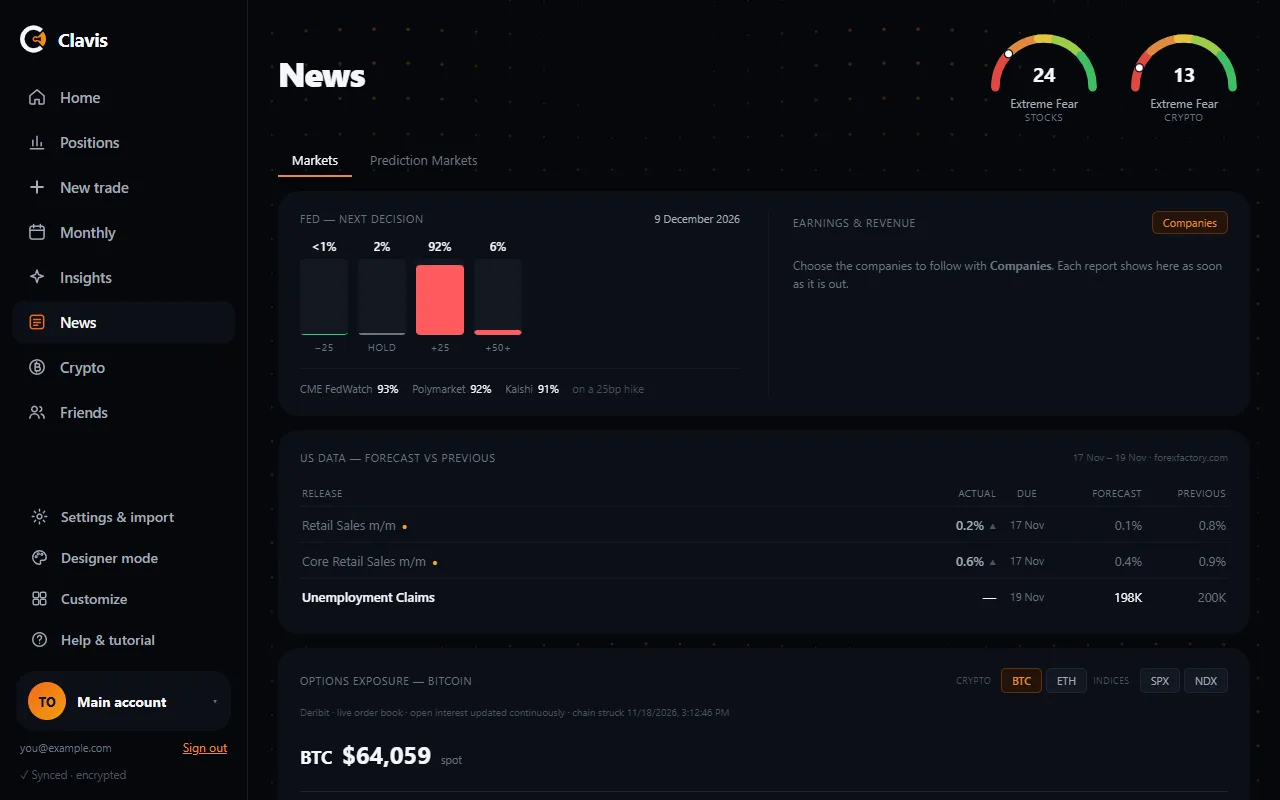 Clavis
Home
Positions
New trade
Monthly
Insights
News
Crypto
Friends
Settings & import
Designer mode
Customize
Help & tutorial
TO Main account
you@example.com Sign out
✓ Synced · encrypted
News
24
Extreme Fear
STOCKS
13
Extreme Fear
CRYPTO
Markets Prediction Markets
FED — NEXT DECISION 9 December 2026
<1% 2% 92% 6%
−25 HOLD +25 +50+
CME FedWatch 93% Polymarket 92% Kalshi 91% on a 25bp hike
EARNINGS & REVENUE Companies
Choose the companies to follow with Companies. Each report shows here as soon
as it is out.
US DATA — FORECAST VS PREVIOUS 17 Nov – 19 Nov · forexfactory.com
RELEASE ACTUAL DUE FORECAST PREVIOUS
Retail Sales m/m 0.2% ▲ 17 Nov 0.1% 0.8%
Core Retail Sales m/m 0.6% ▲ 17 Nov 0.4% 0.9%
Unemployment Claims — 19 Nov 198K 200K
OPTIONS EXPOSURE — BITCOIN CRYPTO BTC ETH INDICES SPX NDX
Deribit · live order book · open interest updated continuously · chain struck 11/18/2026, 3:12:46 PM
BTC $64,059 spot